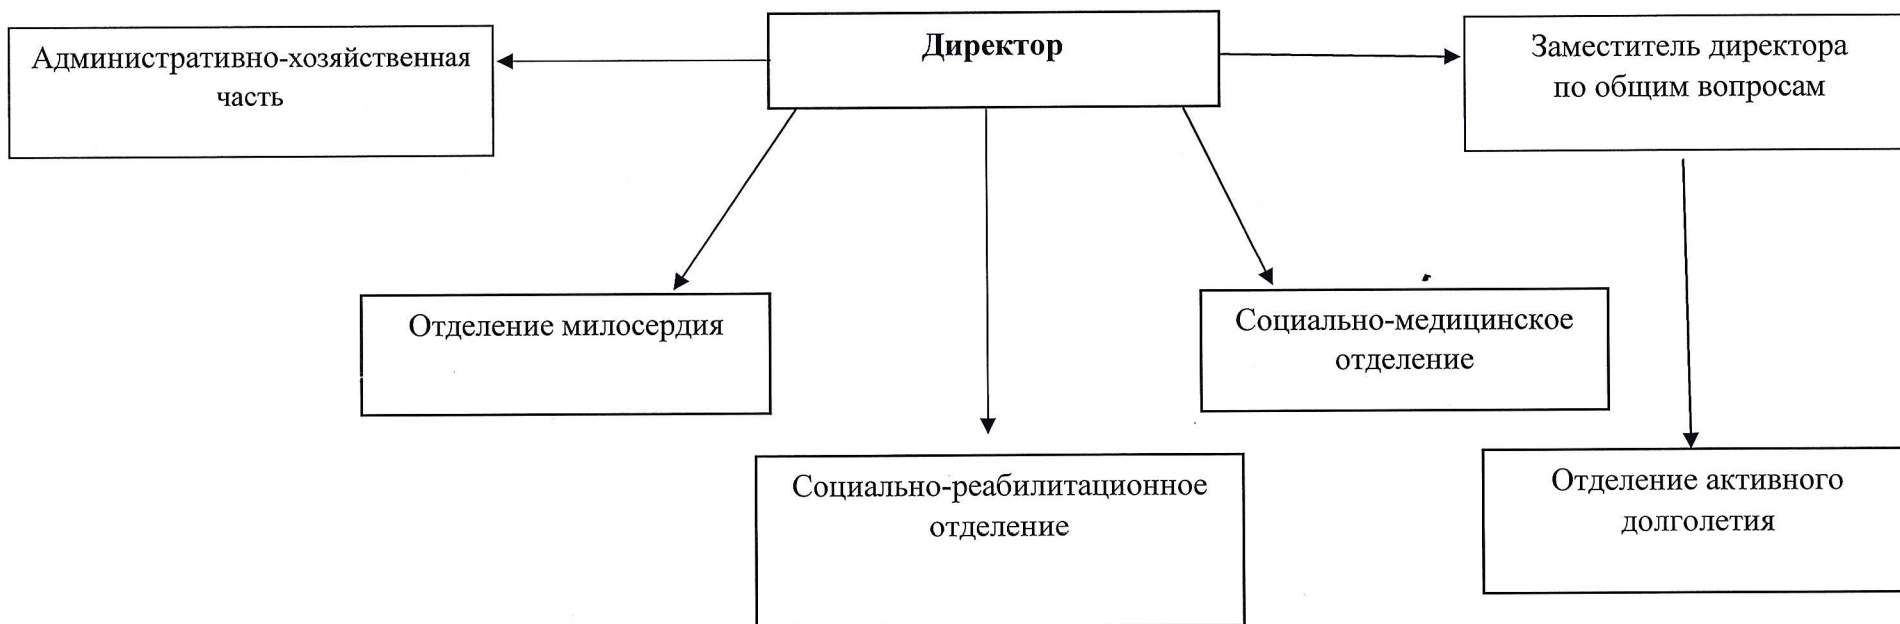 Административно-хозяйственная
часть
Директор
Заместитель директора
по общим вопросам
Отделение милосердия
Социально-медицинское
отделение
Социально-реабилитационное
отделение
Отделение активного
долголетия